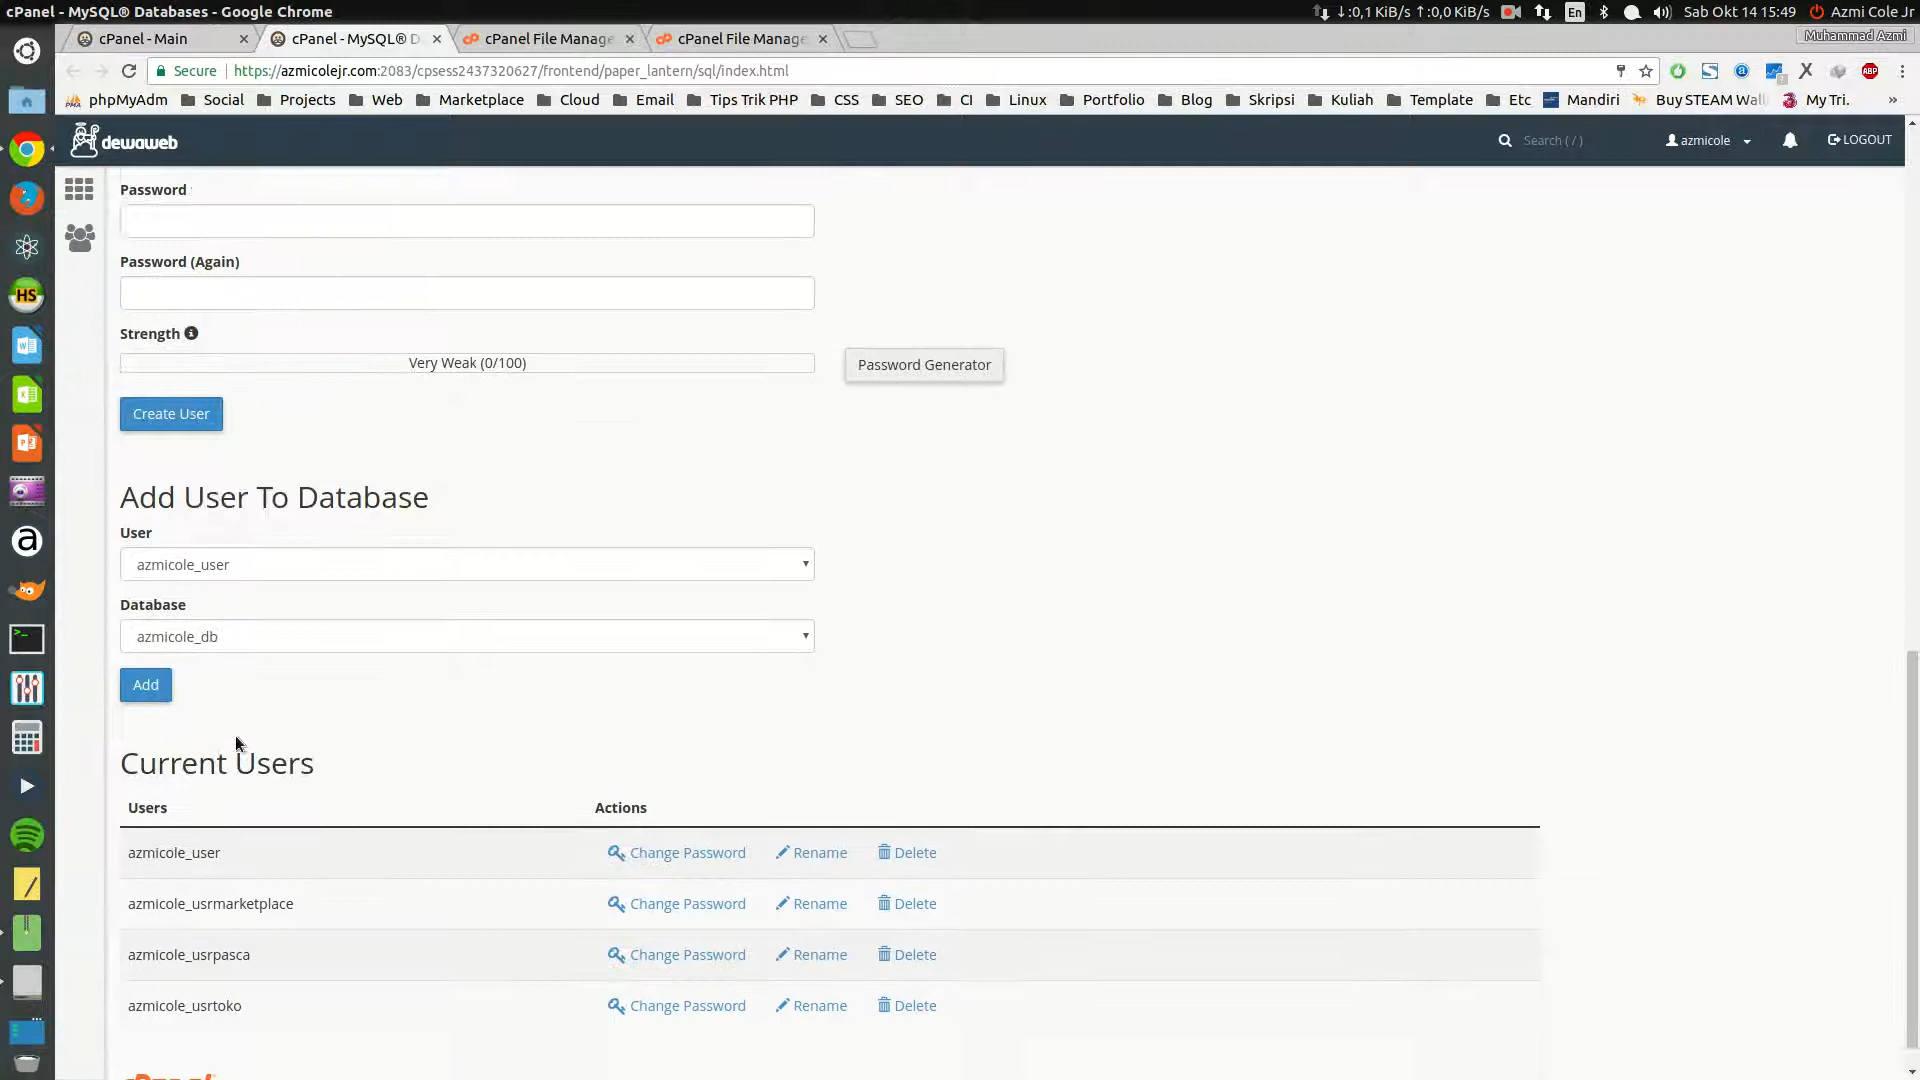 cPanel - MySQL® Databases - Google Chrome
↓:0,1 KiB/s ↑:0,0 KiB/s
En
Sab Okt 14 15:49
Azmi Cole Jr
cPanel - Main
cPanel - MySQL® D
cPanel File Manage
cPanel File Manage
Muhammad Azmi
Secure
https://azmicolejr.com:2083/cpsess2437320627/frontend/paper_lantern/sql/index.html
ABP
phpMyAdm
Social
Projects
Web
Marketplace
Cloud
Email
Tips Trik PHP
CSS
SEO
CI
Linux
Portfolio
Blog
Skripsi
Kuliah
Template
Etc
Mandiri
Buy STEAM Wal
My Tri.
»
dewaweb
Search ( / )
azmicole
LOGOUT
Password
Password (Again)
Strength
Very Weak (0/100)
Password Generator
Create User
Add User To Database
User
azmicole_user
Database
azmicole_db
Add
Current Users
Users Actions
azmicole_user Change Password Rename Delete
azmicole_usrmarketplace Change Password Rename Delete
azmicole_usrpasca Change Password Rename Delete
azmicole_usrtoko Change Password Rename Delete
HS
a